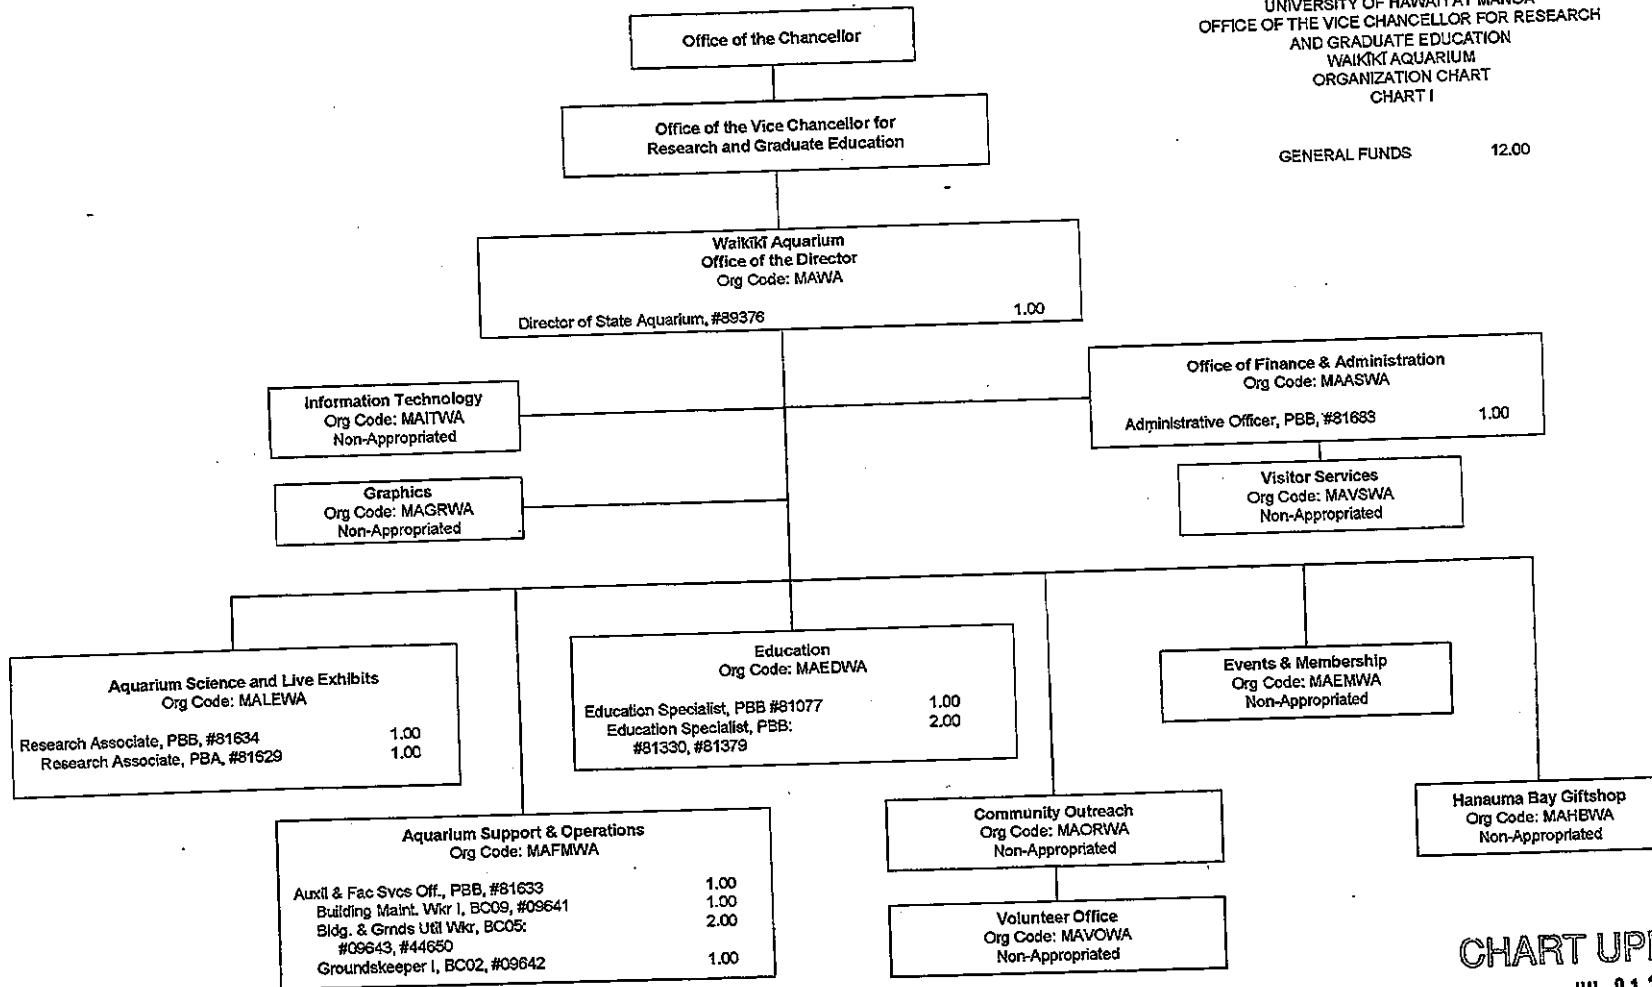 UNIVERSITY OF HAWAI'I AT MANOA
OFFICE OF THE VICE CHANCELLOR FOR RESEARCH
AND GRADUATE EDUCATION
WAIKĪKĪ AQUARIUM
ORGANIZATION CHART
CHART I
GENERAL FUNDS 12.00
Office of the Chancellor
Office of the Vice Chancellor for
Research and Graduate Education
Waikīkī Aquarium
Office of the Director
Org Code: MAWA
Director of State Aquarium, #89376 1.00
Information Technology
Org Code: MAITWA
Non-Appropriated
Office of Finance & Administration
Org Code: MAASWA
Administrative Officer, PBB, #81683 1.00
Graphics
Org Code: MAGRWA
Non-Appropriated
Visitor Services
Org Code: MAVSWA
Non-Appropriated
Aquarium Science and Live Exhibits
Org Code: MALEWA
Research Associate, PBB, #81634 1.00
Research Associate, PBA, #81629 1.00
Education
Org Code: MAEDWA
Education Specialist, PBB #81077 1.00
Education Specialist, PBB: 2.00
#81330, #81379
Events & Membership
Org Code: MAEMWA
Non-Appropriated
Aquarium Support & Operations
Org Code: MAFMWA
Auxil & Fac Svcs Off., PBB, #81633 1.00
Building Maint. Wkr I, BC09, #09641 1.00
Bldg. & Grnds Util Wkr, BC05: 2.00
#09643, #44650
Groundskeeper I, BC02, #09642 1.00
Community Outreach
Org Code: MAORWA
Non-Appropriated
Volunteer Office
Org Code: MAVOWA
Non-Appropriated
Hanauma Bay Giftshop
Org Code: MAHBWA
Non-Appropriated
CHART UP